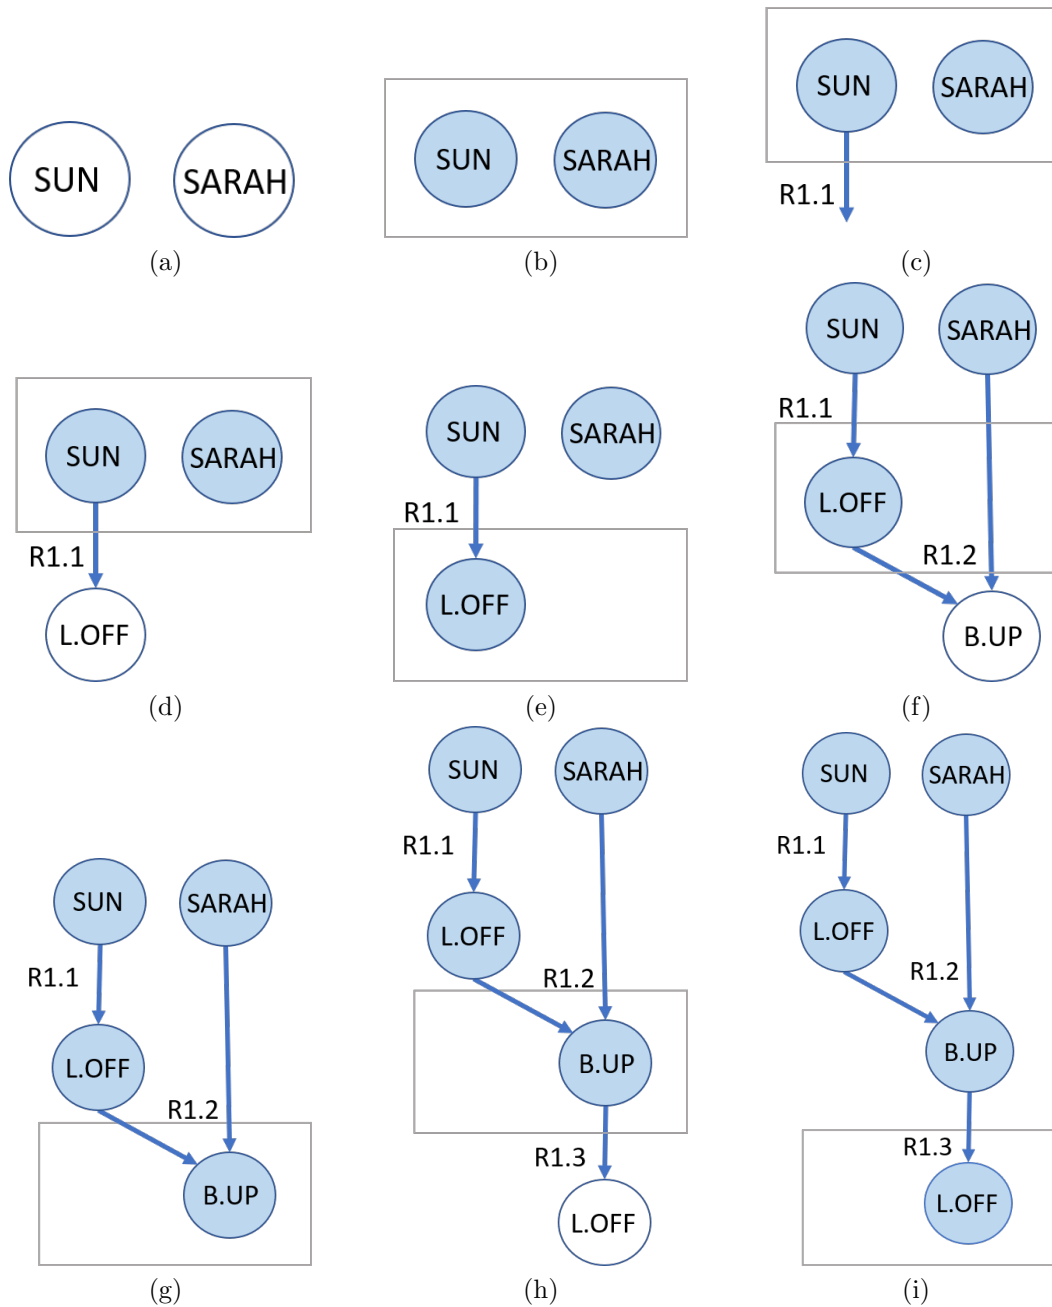 SUN SARAH
(a)
SUN SARAH
(b)
SUN SARAH
R1.1
(c)
SUN SARAH
R1.1
L.OFF
(d)
SUN SARAH
R1.1
L.OFF
(e)
SUN SARAH
R1.1
L.OFF
R1.2
B.UP
(f)
SUN SARAH
R1.1
L.OFF
R1.2
B.UP
(g)
SUN SARAH
R1.1
L.OFF
R1.2
B.UP
R1.3
L.OFF
(h)
SUN SARAH
R1.1
L.OFF
R1.2
B.UP
R1.3
L.OFF
(i)